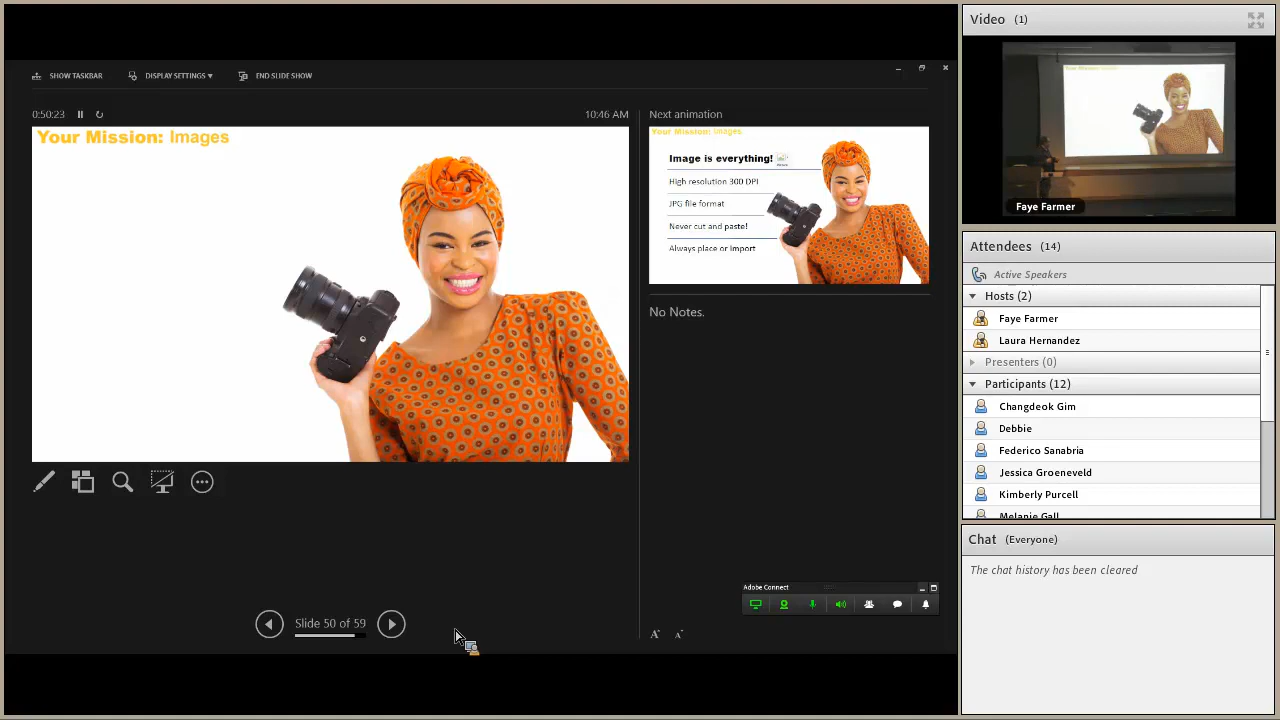 SHOW TASKBAR
DISPLAY SETTINGS ▼
END SLIDE SHOW
0:50:23
10:46 AM
Your Mission: Images
Slide 50 of 59
Next animation
Your Mission: Images
Image is everything!
High resolution 300 DPI
JPG file format
Never cut and paste!
Always place or import
No Notes.
Adobe Connect
Video (1)
Faye Farmer
Attendees (14)
Active Speakers
Hosts (2)
Faye Farmer
Laura Hernandez
Presenters (0)
Participants (12)
Changdeok Gim
Debbie
Federico Sanabria
Jessica Groeneveld
Kimberly Purcell
Melanie Gall
Chat (Everyone)
The chat history has been cleared